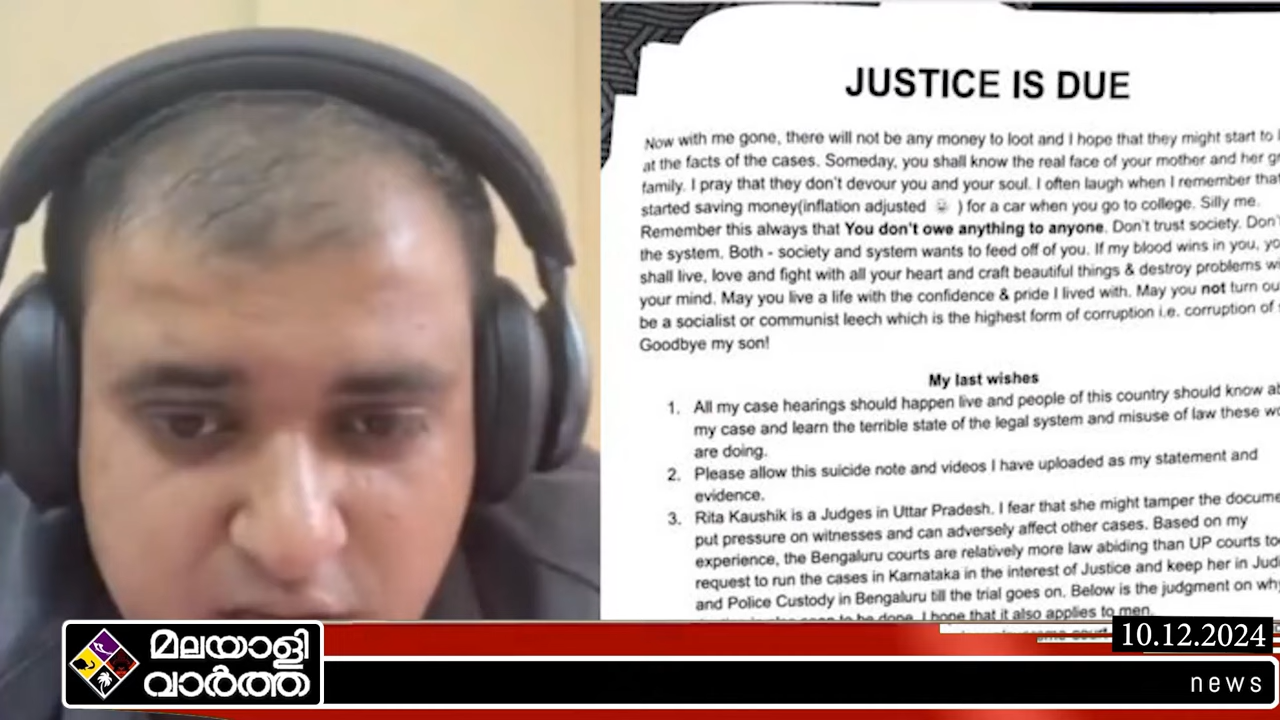 JUSTICE IS DUE
Now with me gone, there will not be any money to loot and I hope that they might start to
at the facts of the cases. Someday, you shall know the real face of your mother and her
family. I pray that they don't devour you and your soul. I often laugh when I remember that
started saving money(inflation adjusted ) for a car when you go to college. Silly me.
Remember this always that You don't owe anything to anyone. Don't trust society. Don'
the system. Both - society and system wants to feed off of you. If my blood wins in you,
shall live, love and fight with all your heart and craft beautiful things & destroy problems
your mind. May you live a life with the confidence & pride I lived with. May you not turn
be a socialist or communist leech which is the highest form of corruption i.e. corruption of
Goodbye my son!
My last wishes
1. All my case hearings should happen live and people of this country should know
my case and learn the terrible state of the legal system and misuse of law these
are doing.
2. Please allow this suicide note and videos I have uploaded as my statement and
evidence.
3. Rita Kaushik is a Judges in Uttar Pradesh. I fear that she might tamper the
put pressure on witnesses and can adversely affect other cases. Based on my
experience, the Bengaluru courts are relatively more law abiding than UP courts
request to run the cases in Karnataka in the interest of Justice and keep her in
and Police Custody in Bengaluru till the trial goes on. Below is the judgment on
to be done. I hope that it also applies to men.
മലയാളി
വാർത്ത
10.12.2024
news